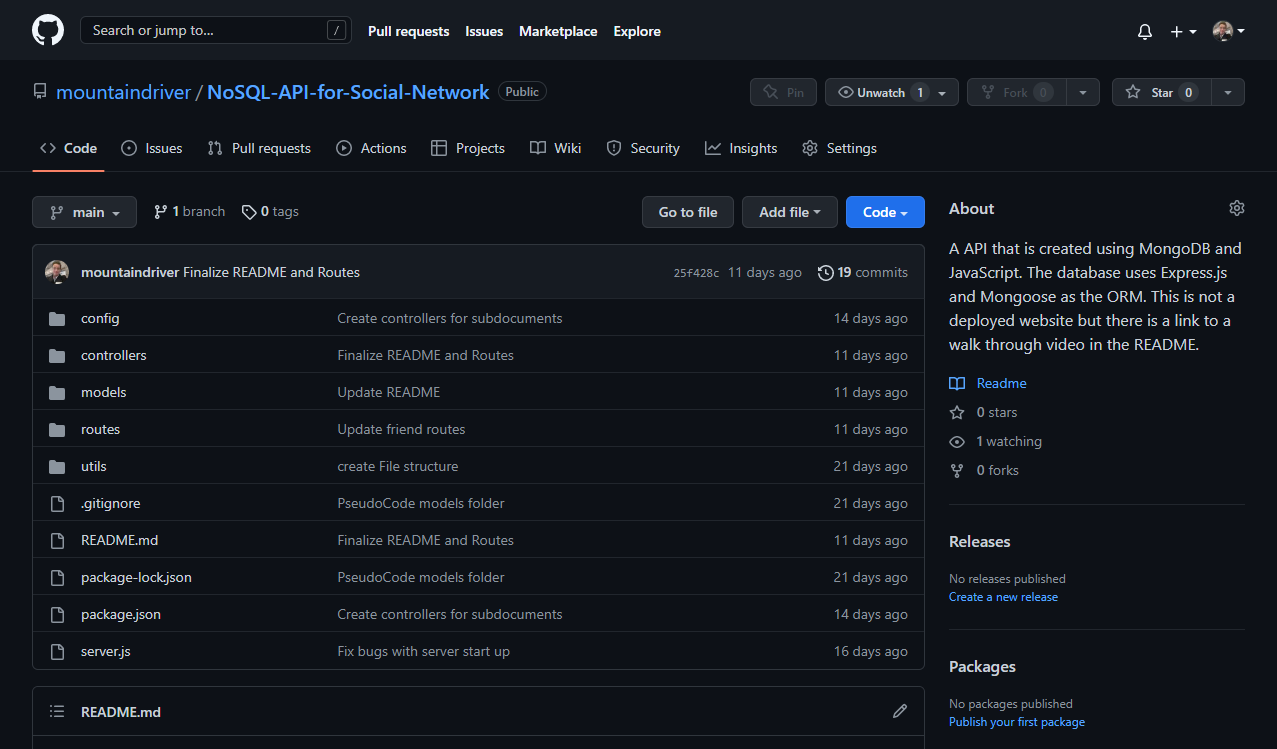 Search or jump to... /
Pull requests Issues Marketplace Explore
mountaindriver / NoSQL-API-for-Social-Network Public
Pin Unwatch 1 Fork 0 Star 0
Code Issues Pull requests Actions Projects Wiki Security Insights Settings
main 1 branch 0 tags Go to file Add file Code
mountaindriver Finalize README and Routes 25f428c 11 days ago 19 commits
config Create controllers for subdocuments 14 days ago
controllers Finalize README and Routes 11 days ago
models Update README 11 days ago
routes Update friend routes 11 days ago
utils create File structure 21 days ago
.gitignore PseudoCode models folder 21 days ago
README.md Finalize README and Routes 11 days ago
package-lock.json PseudoCode models folder 21 days ago
package.json Create controllers for subdocuments 14 days ago
server.js Fix bugs with server start up 16 days ago
README.md
About
A API that is created using MongoDB and
JavaScript. The database uses Express.js
and Mongoose as the ORM. This is not a
deployed website but there is a link to a
walk through video in the README.
Readme
0 stars
1 watching
0 forks
Releases
No releases published
Create a new release
Packages
No packages published
Publish your first package